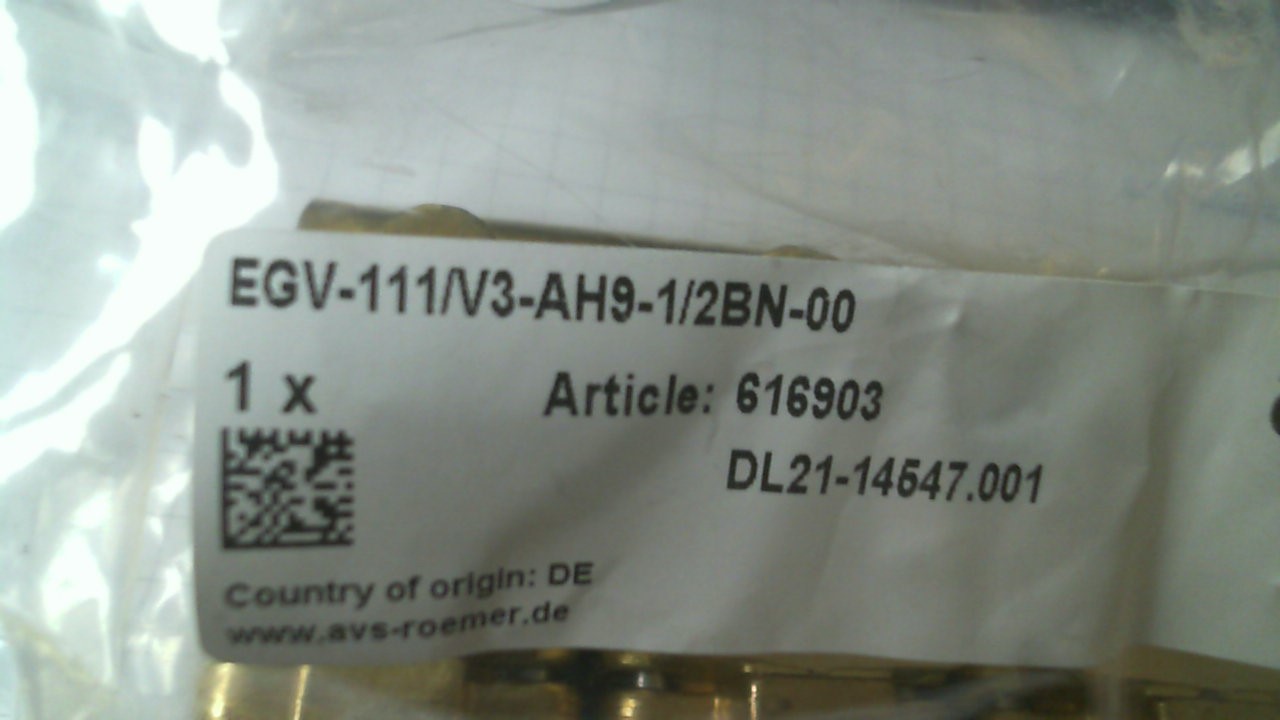 EGV-111/V3-AH9-1/2BN-00
1 x Article: 616903
DL21-14547.001
Country of origin: DE
www.avs-roemer.de